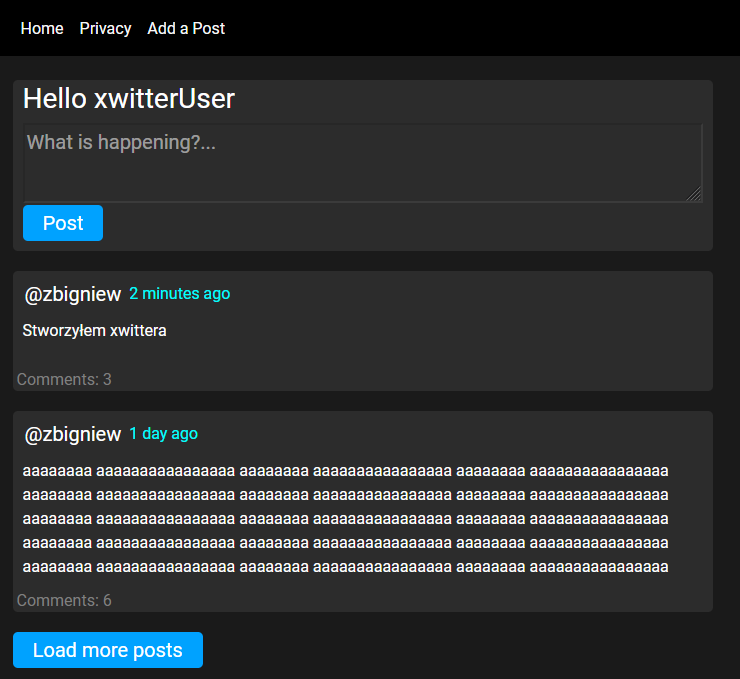 Home Privacy Add a Post
Hello xwitterUser
What is happening?...
Post
@zbigniew 2 minutes ago
Stworzyłem xwittera
Comments: 3
@zbigniew 1 day ago
aaaaaaaa aaaaaaaaaaaaaaaa aaaaaaaa aaaaaaaaaaaaaaaa aaaaaaaa aaaaaaaaaaaaaaaa
aaaaaaaa aaaaaaaaaaaaaaaa aaaaaaaa aaaaaaaaaaaaaaaa aaaaaaaa aaaaaaaaaaaaaaaa
aaaaaaaa aaaaaaaaaaaaaaaa aaaaaaaa aaaaaaaaaaaaaaaa aaaaaaaa aaaaaaaaaaaaaaaa
aaaaaaaa aaaaaaaaaaaaaaaa aaaaaaaa aaaaaaaaaaaaaaaa aaaaaaaa aaaaaaaaaaaaaaaa
aaaaaaaa aaaaaaaaaaaaaaaa aaaaaaaa aaaaaaaaaaaaaaaa aaaaaaaa aaaaaaaaaaaaaaaa
Comments: 6
Load more posts